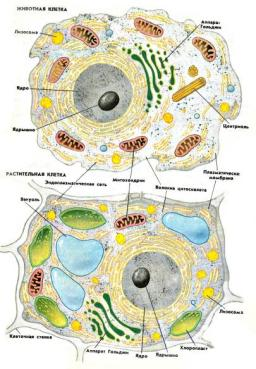 ЖИВОТНАЯ КЛЕТКА
Аппарат
Гольджи
Лизосома
Ядро
Центриоль
Ядрышко
Плазматическая
мембрана
Митохондрии
Эндоплазматическая сеть
Волокна цитоскелета
РАСТИТЕЛЬНАЯ КЛЕТКА
Вакуоль
Лизосома
Клеточная стенка
Аппарат Гольджи
Ядро
Ядрышко
Хлоропласт